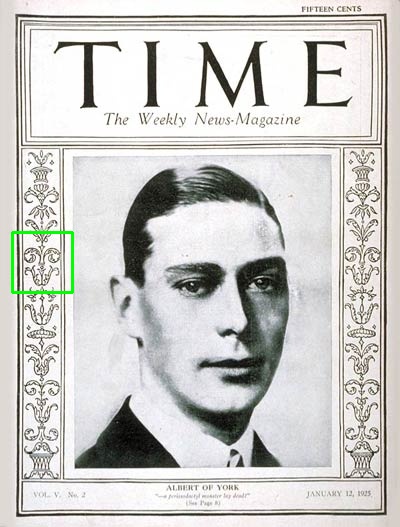 FIFTEEN CENTS
TIME
The Weekly News-Magazine
ALBERT OF YORK
"—a perissodactyl monster lay dead!"
(See Page 8)
VOL. V. No. 2
JANUARY 12, 1925